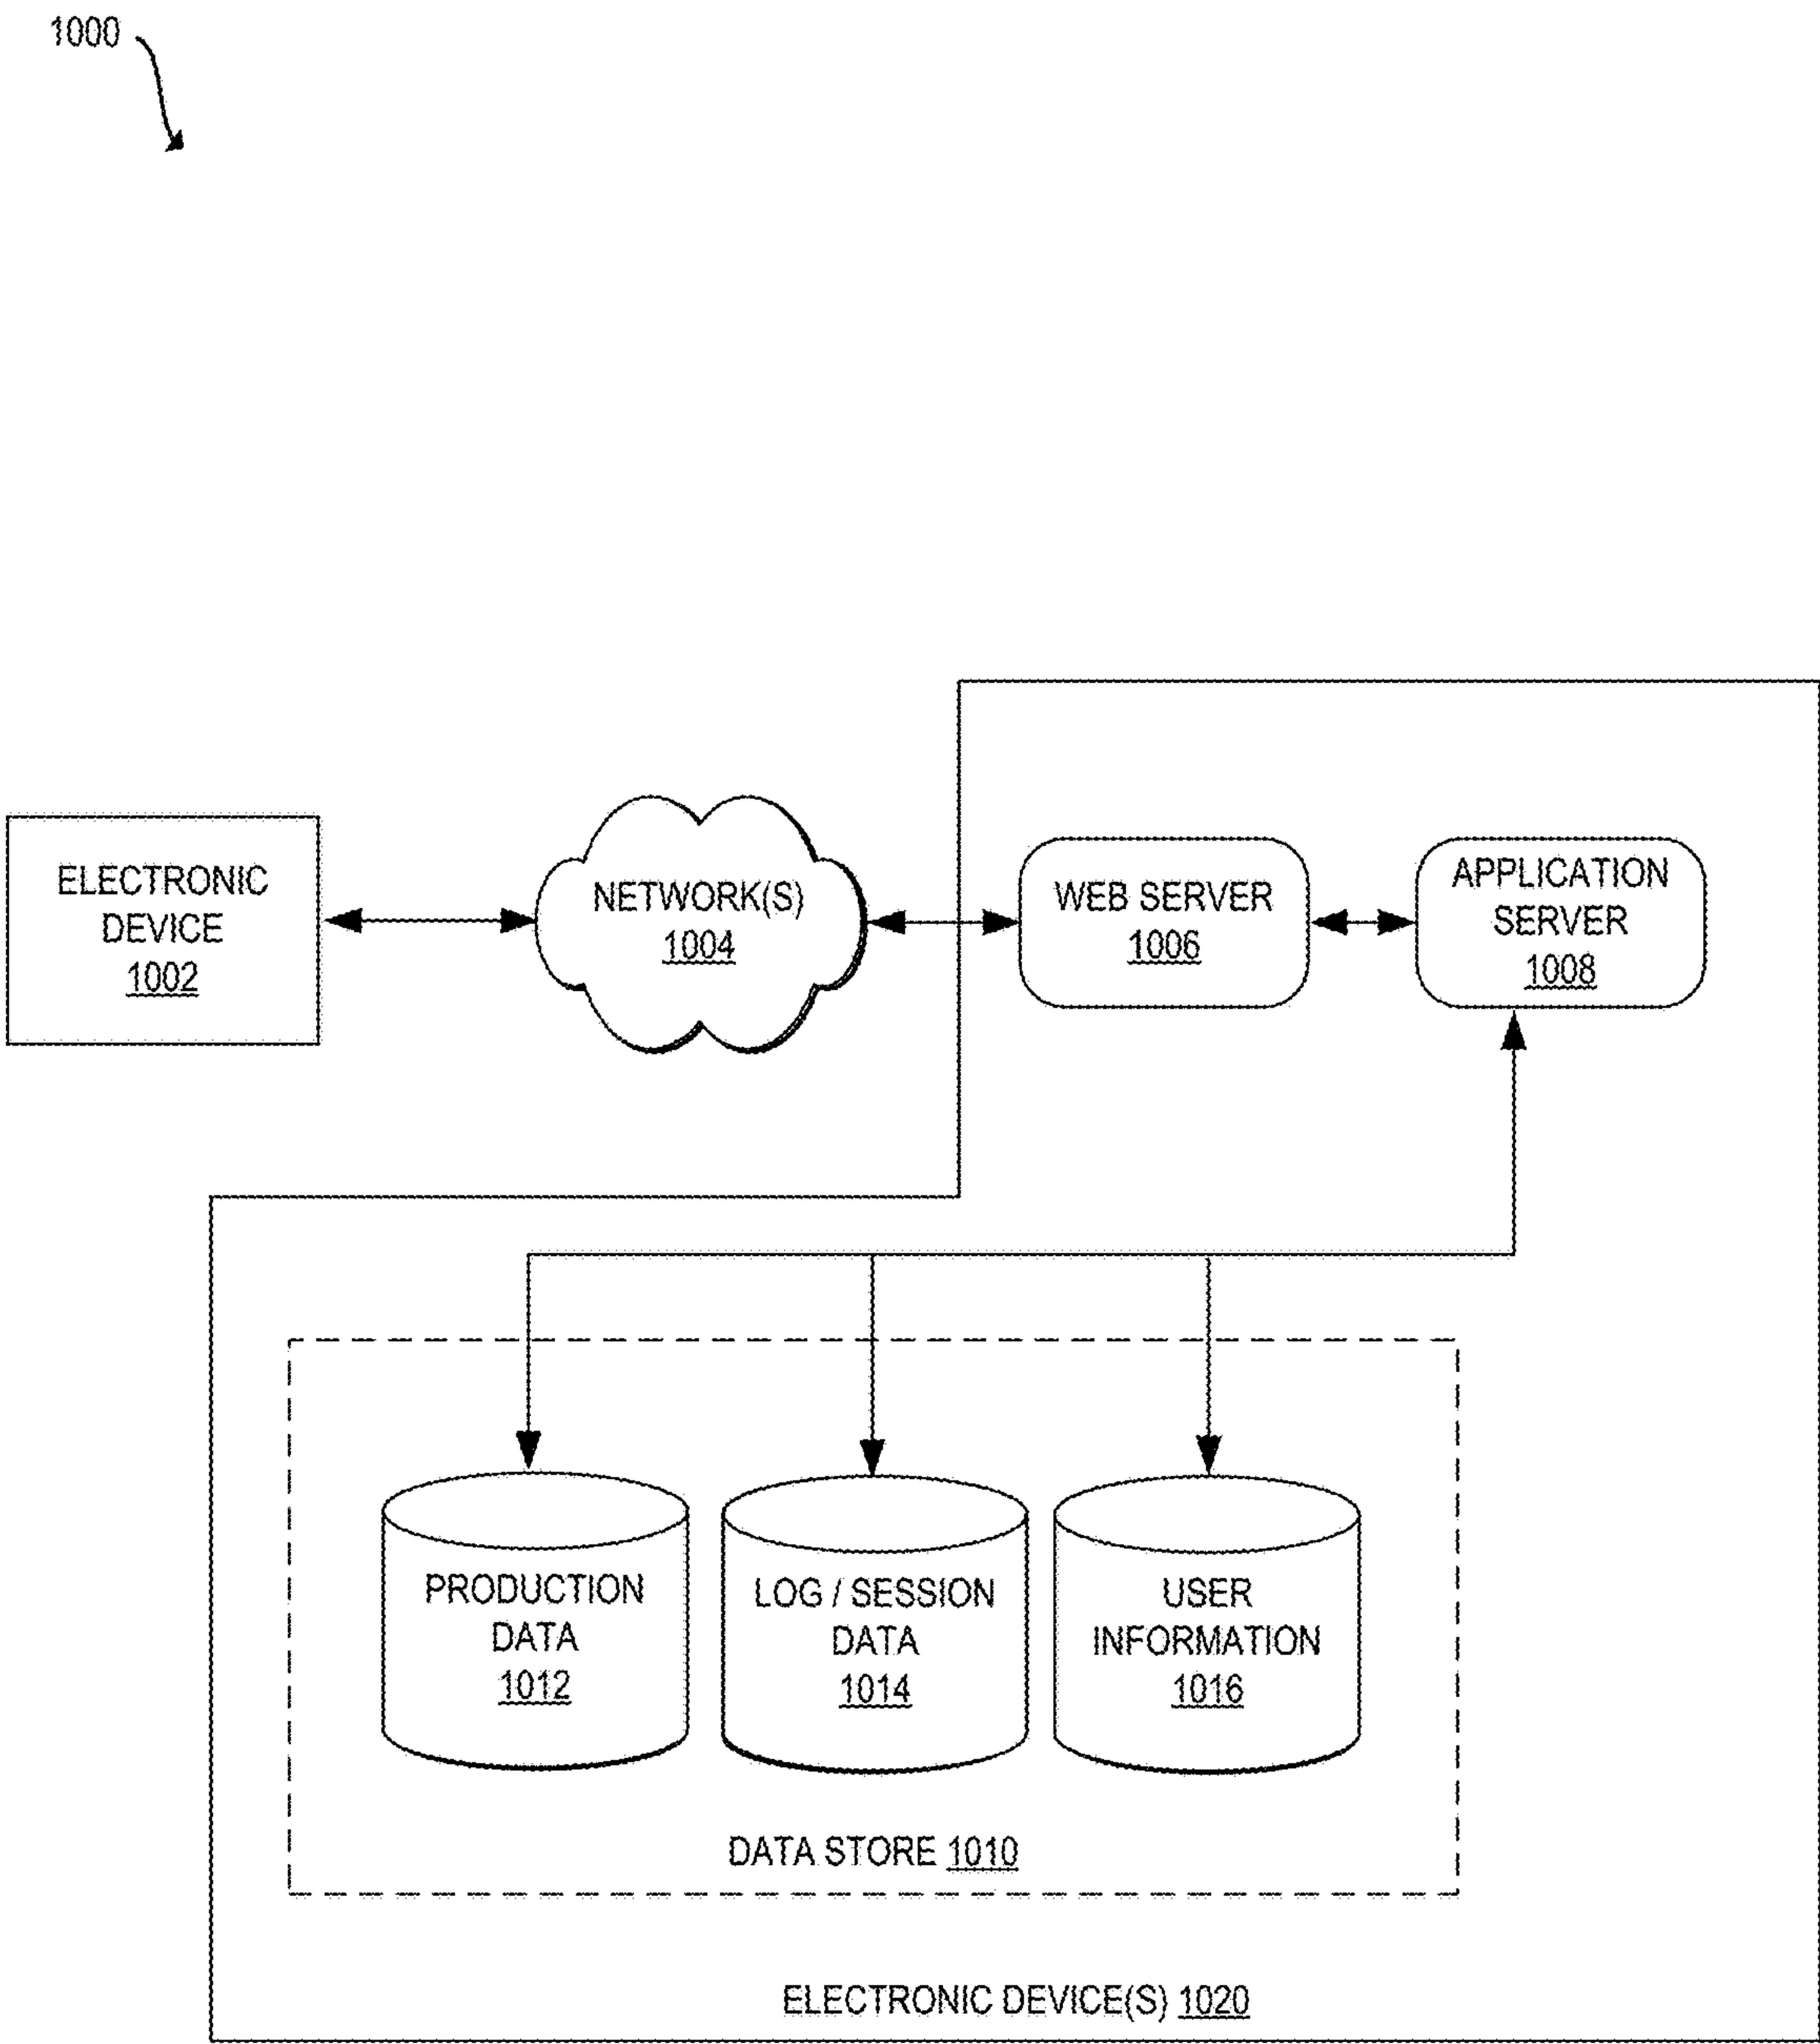 1000
ELECTRONIC
DEVICE
1002
NETWORK(S)
1004
WEB SERVER
1006
APPLICATION
SERVER
1008
PRODUCTION
DATA
1012
LOG / SESSION
DATA
1014
USER
INFORMATION
1016
DATA STORE 1010
ELECTRONIC DEVICE(S) 1020